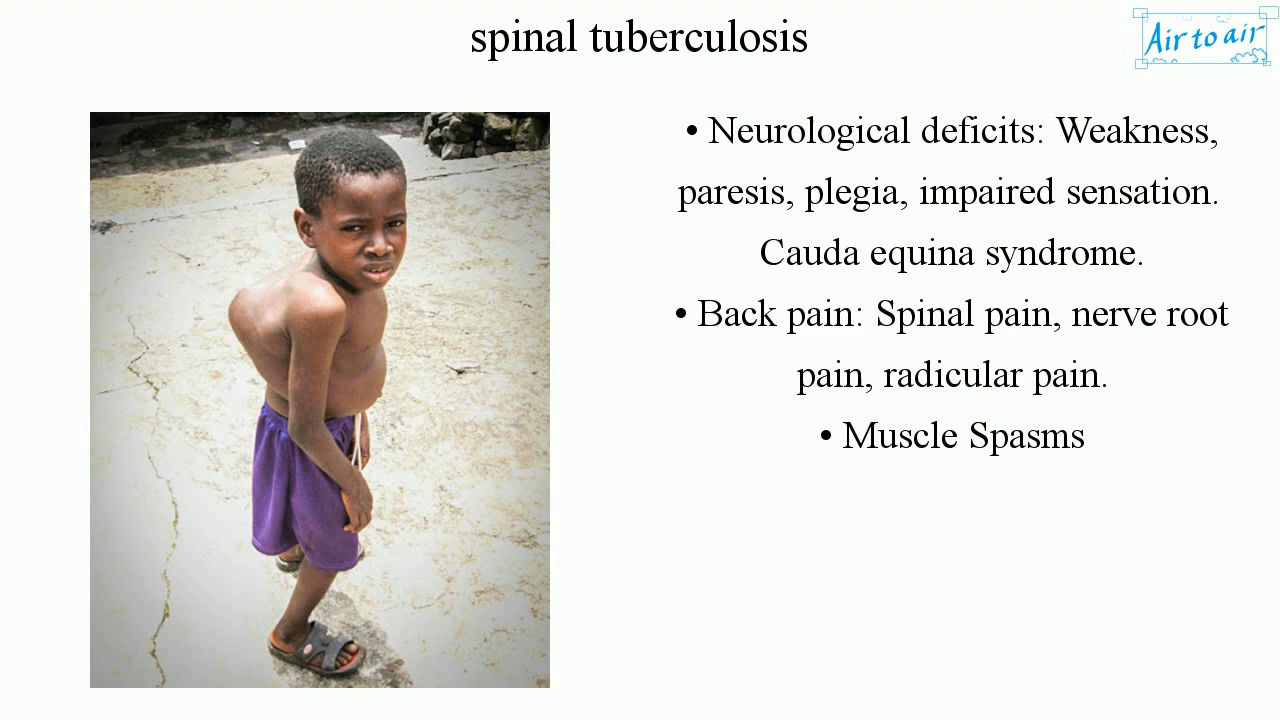 spinal tuberculosis
Air to air
• Neurological deficits: Weakness,
paresis, plegia, impaired sensation.
Cauda equina syndrome.
• Back pain: Spinal pain, nerve root
pain, radicular pain.
• Muscle Spasms